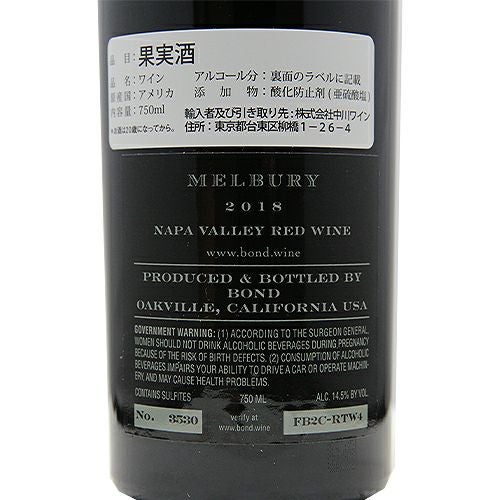 品　目：果実酒
品名：ワイン　アルコール分：裏面のラベルに記載
原産国：アメリカ　添加物：酸化防止剤(亜硫酸塩)
内容量：750ml　輸入者及び引き取り先：株式会社中川ワイン
*お酒は20歳になってから。　住所：東京都台東区柳橋1-26-4
MELBURY
2018
NAPA VALLEY RED WINE
www.bond.wine
PRODUCED & BOTTLED BY
BOND
OAKVILLE, CALIFORNIA USA
GOVERNMENT WARNING: (1) ACCORDING TO THE SURGEON GENERAL,
WOMEN SHOULD NOT DRINK ALCOHOLIC BEVERAGES DURING PREGNANCY
BECAUSE OF THE RISK OF BIRTH DEFECTS. (2) CONSUMPTION OF ALCOHOLIC
BEVERAGES IMPAIRS YOUR ABILITY TO DRIVE A CAR OR OPERATE MACHIN-
ERY, AND MAY CAUSE HEALTH PROBLEMS.
CONTAINS SULFITES　750 ML　ALC. 14.5% BY VOL.
No. 3530　verify at　FB2C-RTW4
www.bond.wine